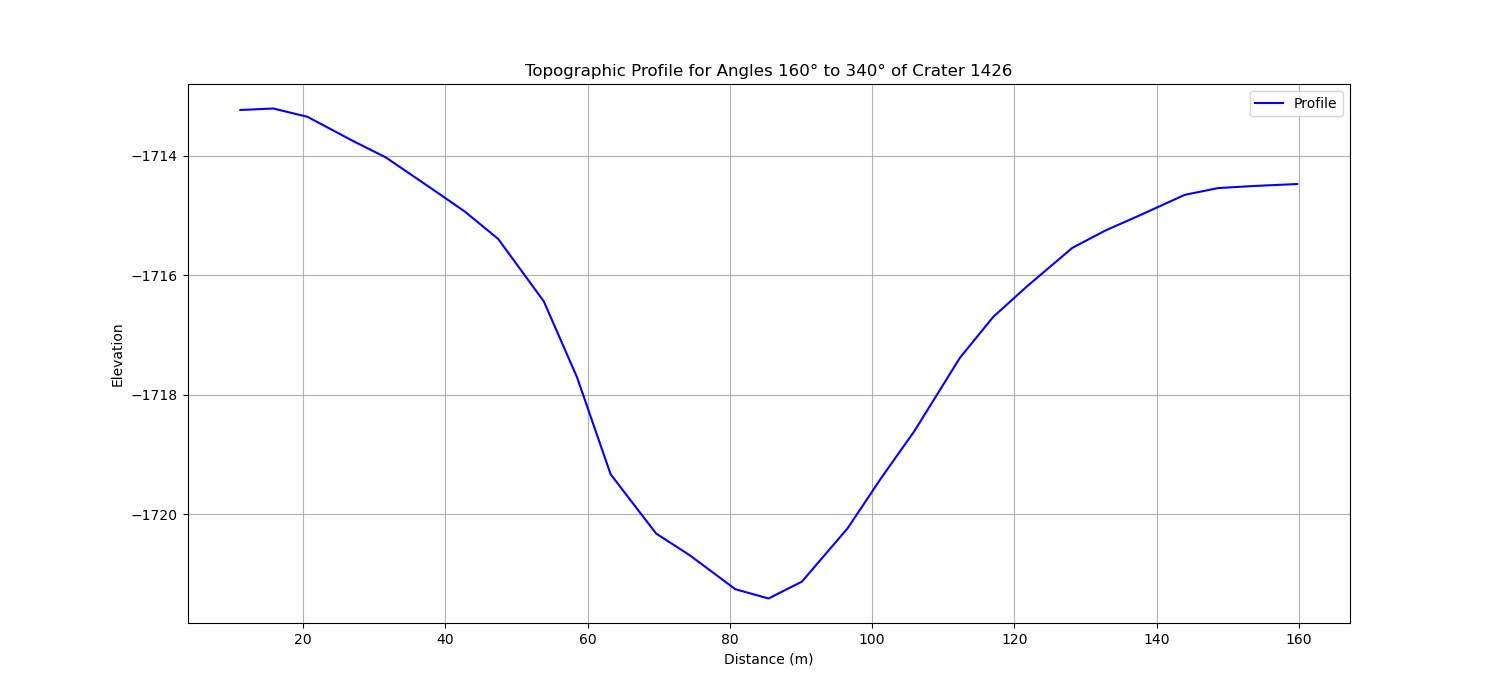 Topographic Profile for Angles 160° to 340° of Crater 1426
Profile
−1714
−1716
−1718
−1720
Elevation
20 40 60 80 100 120 140 160
Distance (m)